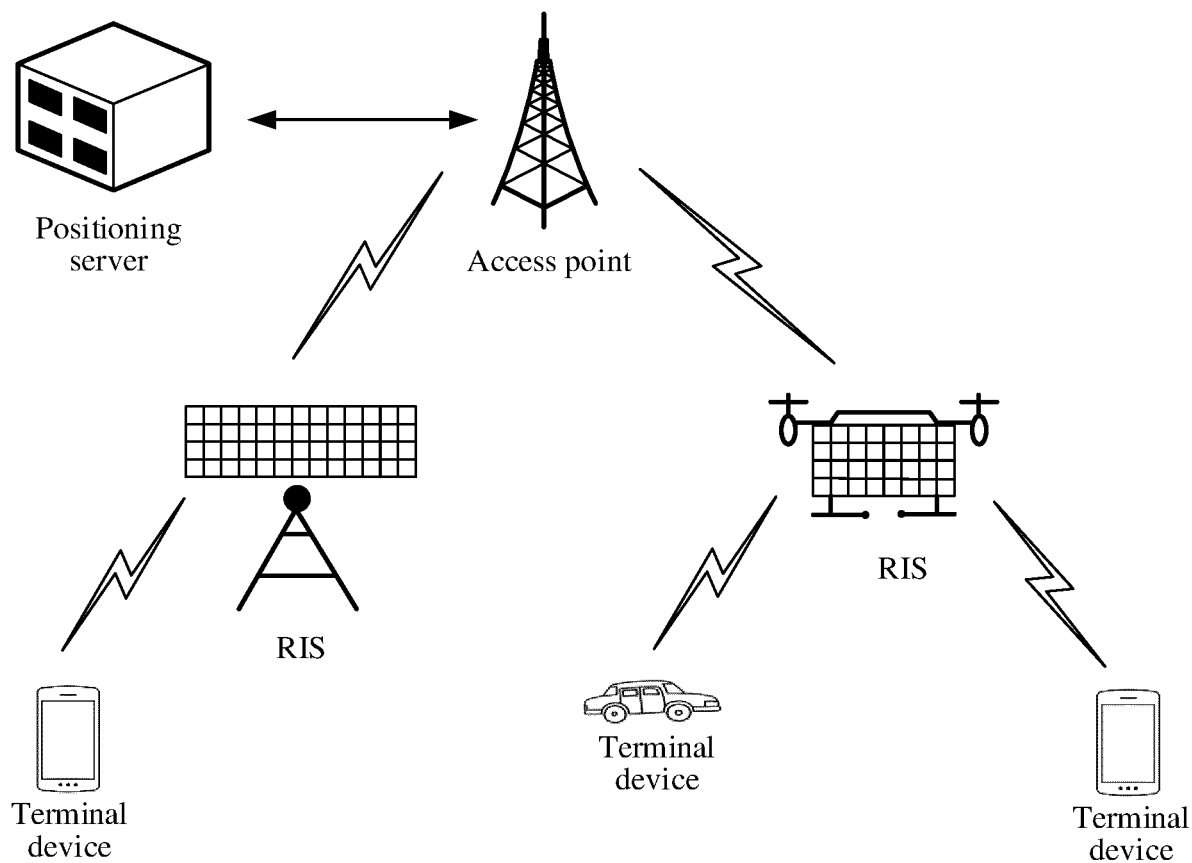 Positioning
server
Access point
RIS
RIS
Terminal
device
Terminal
device
Terminal
device